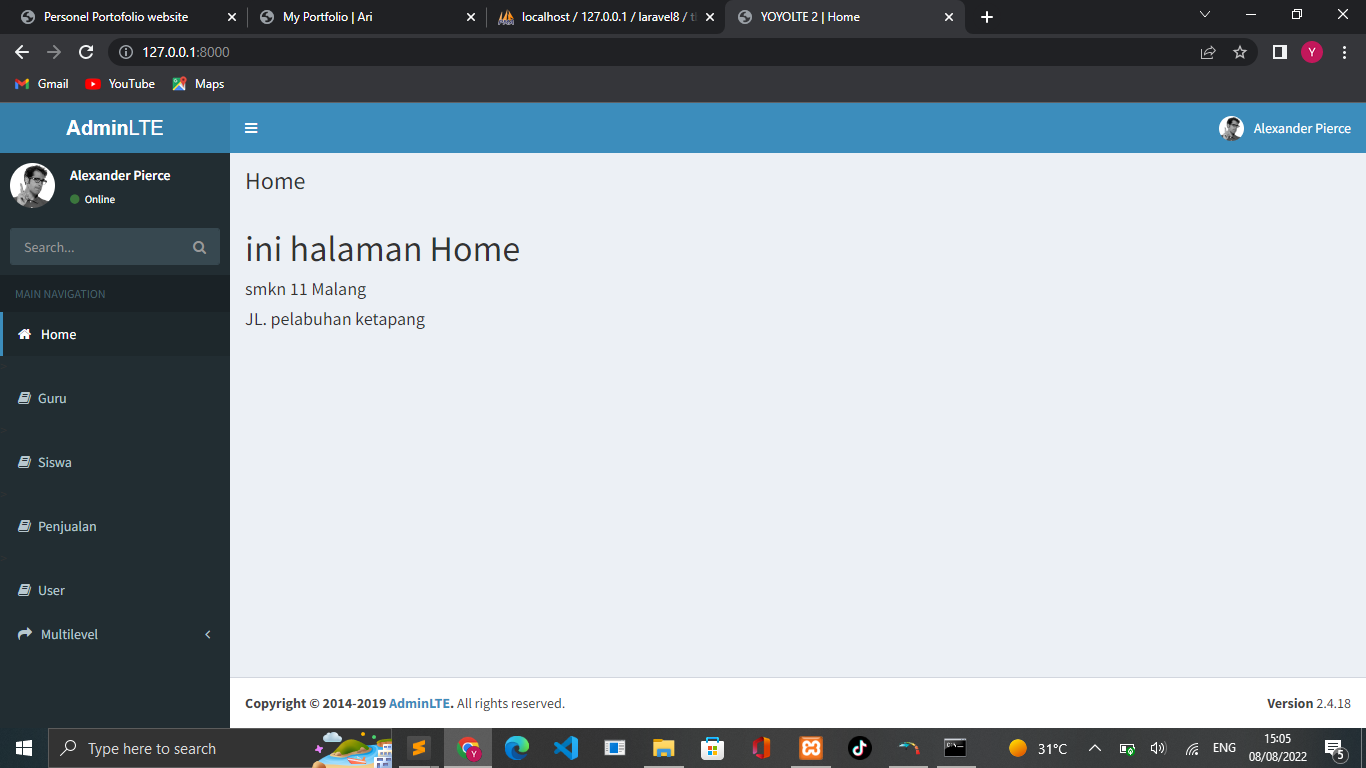 Personel Portofolio website
My Portfolio | Ari
localhost / 127.0.0.1 / laravel8 /
YOYOLTE 2 | Home
127.0.0.1:8000
Y
Gmail
YouTube
Maps
AdminLTE
Alexander Pierce
Alexander Pierce
Online
Search...
MAIN NAVIGATION
Home
Guru
Siswa
Penjualan
User
Multilevel
Home
ini halaman Home
smkn 11 Malang
JL. pelabuhan ketapang
Copyright © 2014-2019 AdminLTE. All rights reserved.
Version 2.4.18
Type here to search
Y
31°C
ENG
15:05
08/08/2022
5